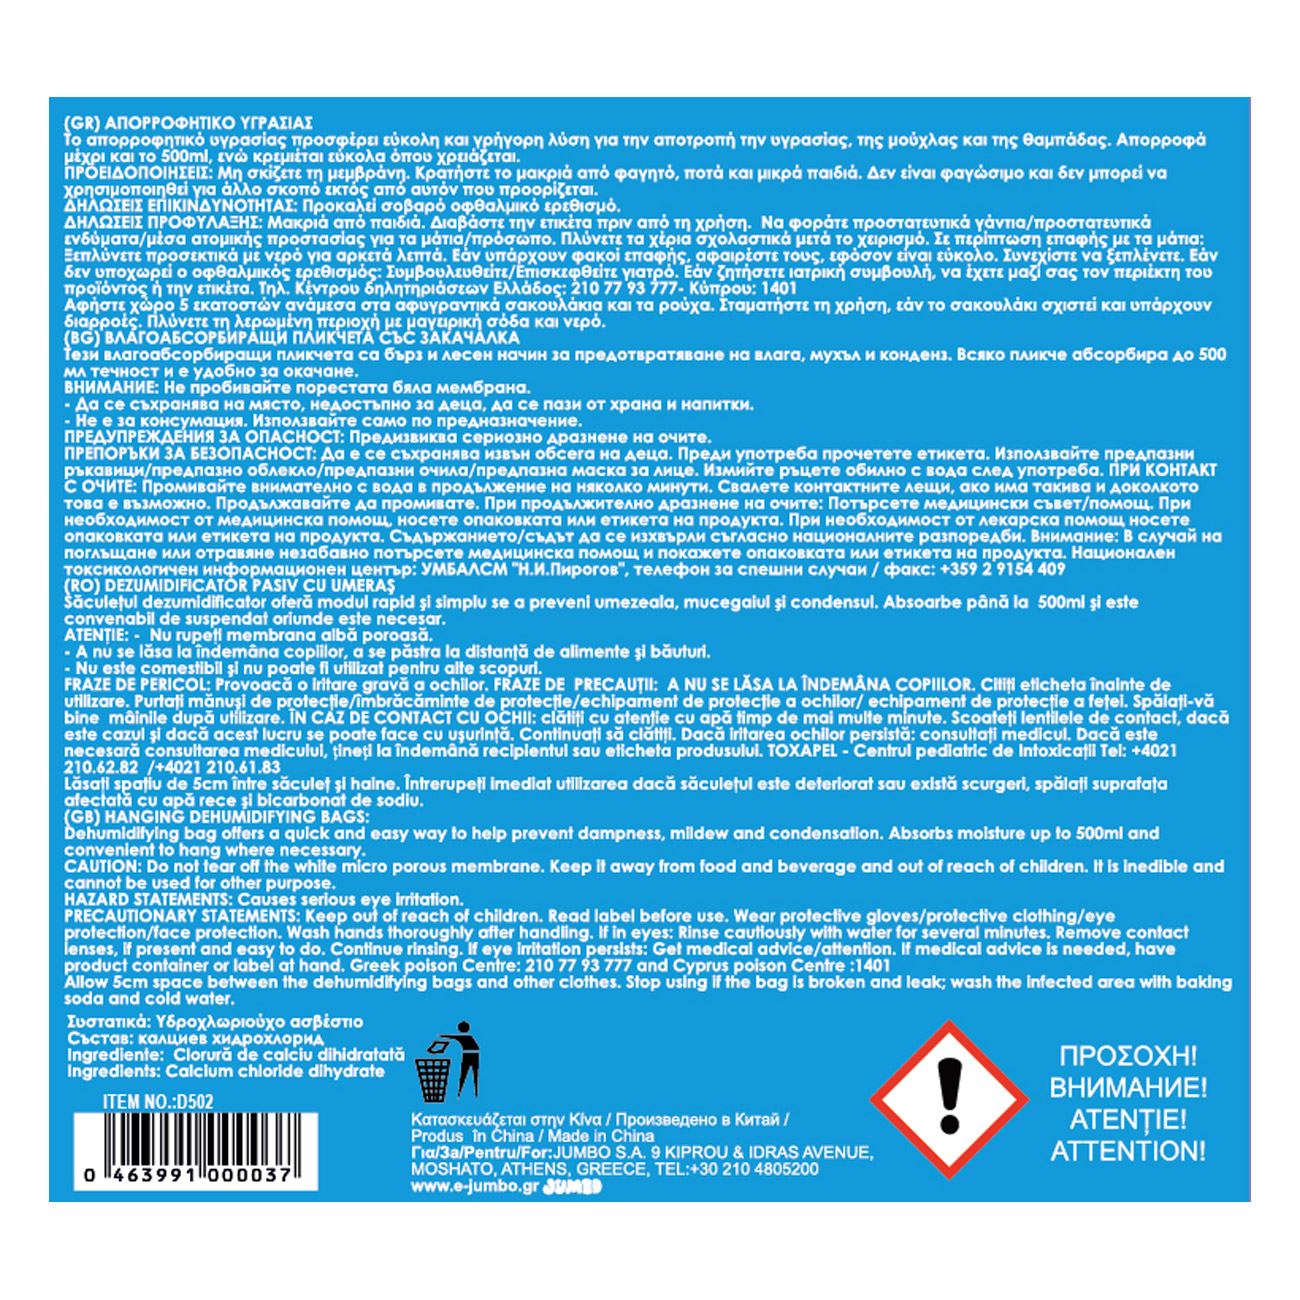 (GR) ΑΠΟΡΡΟΦΗΤΙΚΟ ΥΓΡΑΣΙΑΣ
Το απορροφητικό υγρασίας προσφέρει εύκολη και γρήγορη λύση για την αποτροπή την υγρασίας, της μούχλας και της θαμπάδας. Απορροφά
μέχρι και το 500ml, ενώ κρεμιέται εύκολα όπου χρειάζεται.
ΠΡΟΕΙΔΟΠΟΙΗΣΕΙΣ: Μη σκίζετε τη μεμβράνη. Κρατήστε το μακριά από φαγητό, ποτά και μικρά παιδιά. Δεν είναι φαγώσιμο και δεν μπορεί να
χρησιμοποιηθεί για άλλο σκοπό εκτός από αυτόν που προορίζεται.
ΔΗΛΩΣΕΙΣ ΕΠΙΚΙΝΔΥΝΟΤΗΤΑΣ: Προκαλεί σοβαρό οφθαλμικό ερεθισμό.
ΔΗΛΩΣΕΙΣ ΠΡΟΦΥΛΑΞΗΣ: Μακριά από παιδιά. Διαβάστε την ετικέτα πριν από τη χρήση. Να φοράτε προστατευτικά γάντια/προστατευτικά
ενδύματα/μέσα ατομικής προστασίας για τα μάτια/πρόσωπο. Πλύνετε τα χέρια σχολαστικά μετά το χειρισμό. Σε περίπτωση επαφής με τα μάτια:
Ξεπλύνετε προσεκτικά με νερό για αρκετά λεπτά. Εάν υπάρχουν φακοί επαφής, αφαιρέστε τους, εφόσον είναι εύκολο. Συνεχίστε να ξεπλένετε. Εάν
δεν υποχωρεί ο οφθαλμικός ερεθισμός: Συμβουλευθείτε/Επισκεφθείτε γιατρό. Εάν ζητήσετε ιατρική συμβουλή, να έχετε μαζί σας τον περιέκτη του
προϊόντος ή την ετικέτα. Τηλ. Κέντρου δηλητηριάσεων Ελλάδος: 210 77 93 777- Κύπρου: 1401
Αφήστε χώρο 5 εκατοστών ανάμεσα στα αφυγραντικά σακουλάκια και τα ρούχα. Σταματήστε τη χρήση, εάν το σακουλάκι σχιστεί και υπάρχουν
διαρροές. Πλύνετε τη λερωμένη περιοχή με μαγειρική σόδα και νερό.
(BG) ВЛАГОАБСОРБИРАЩИ ПЛИКЧЕТА СЪС ЗАКАЧАЛКА
Тези влагоабсорбиращи пликчета са бърз и лесен начин за предотвратяване на влага, мухъл и конденз. Всяко пликче абсорбира до 500
мл течност и е удобно за окачане.
ВНИМАНИЕ: Не пробивайте порестата бяла мембрана.
- Да се съхранява на място, недостъпно за деца, да се пази от храна и напитки.
- Не е за консумация. Използвайте само по предназначение.
ПРЕДУПРЕЖДЕНИЯ ЗА ОПАСНОСТ: Предизвиква сериозно дразнене на очите.
ПРЕПОРЪКИ ЗА БЕЗОПАСНОСТ: Да е се съхранява извън обсега на деца. Преди употреба прочетете етикета. Използвайте предпазни
ръкавици/предпазно облекло/предпазни очила/предпазна маска за лице. Измийте ръцете обилно с вода след употреба. ПРИ КОНТАКТ
С ОЧИТЕ: Промивайте внимателно с вода в продължение на няколко минути. Свалете контактните лещи, ако има такива и доколкото
това е възможно. Продължавайте да промивате. При продължително дразнене на очите: Потърсете медицински съвет/помощ. При
необходимост от медицинска помощ, носете опаковката или етикета на продукта. При необходимост от лекарска помощ носете
опаковката или етикета на продукта. Съдържанието/съдът да се изхвърли съгласно националните разпоредби. Внимание: В случай на
поглъщане или отравяне незабавно потърсете медицинска помощ и покажете опаковката или етикета на продукта. Национален
токсикологичен информационен център: УМБАЛСМ "Н.И.Пирогов", телефон за спешни случаи / факс: +359 2 9154 409
(RO) DEZUMIDIFICATOR PASIV CU UMERAȘ
Săculețul dezumidificator oferă modul rapid și simplu se a preveni umezeala, mucegaiul și condensul. Absoarbe până la 500ml și este
convenabil de suspendat oriunde este necesar.
ATENȚIE: - Nu rupeți membrana albă poroasă.
- A nu se lăsa la îndemâna copiilor, a se păstra la distanță de alimente și băuturi.
- Nu este comestibil și nu poate fi utilizat pentru alte scopuri.
FRAZE DE PERICOL: Provoacă o iritare gravă a ochilor. FRAZE DE PRECAUȚII: A NU SE LĂSA LA ÎNDEMÂNA COPIILOR. Citiți eticheta înainte de
utilizare. Purtați mănuși de protecție/îmbrăcăminte de protecție/echipament de protecție a ochilor/ echipament de protecție a feței. Spălați-vă
bine mâinile după utilizare. ÎN CAZ DE CONTACT CU OCHII: clătiți cu atenție cu apă timp de mai multe minute. Scoateți lentilele de contact, dacă
este cazul și dacă acest lucru se poate face cu ușurință. Continuați să clătiți. Dacă iritarea ochilor persistă: consultați medicul. Dacă este
necesară consultarea medicului, țineți la îndemână recipientul sau eticheta produsului. TOXAPEL - Centrul pediatric de Intoxicații Tel: +4021
210.62.82 /+4021 210.61.83
Lăsați spațiu de 5cm între săculeț și haine. Întrerupeți imediat utilizarea dacă săculețul este deteriorat sau există scurgeri, spălați suprafața
afectată cu apă rece și bicarbonat de sodiu.
(GB) HANGING DEHUMIDIFYING BAGS:
Dehumidifying bag offers a quick and easy way to help prevent dampness, mildew and condensation. Absorbs moisture up to 500ml and
convenient to hang where necessary.
CAUTION: Do not tear off the white micro porous membrane. Keep it away from food and beverage and out of reach of children. It is inedible and
cannot be used for other purpose.
HAZARD STATEMENTS: Causes serious eye irritation.
PRECAUTIONARY STATEMENTS: Keep out of reach of children. Read label before use. Wear protective gloves/protective clothing/eye
protection/face protection. Wash hands thoroughly after handling. If in eyes: Rinse cautiously with water for several minutes. Remove contact
lenses, if present and easy to do. Continue rinsing. If eye irritation persists: Get medical advice/attention. If medical advice is needed, have
product container or label at hand. Greek poison Centre: 210 77 93 777 and Cyprus poison Centre :1401
Allow 5cm space between the dehumidifying bags and other clothes. Stop using if the bag is broken and leak; wash the infected area with baking
soda and cold water.
Συστατικά: Υδροχλωριούχο ασβέστιο
Състав: калциев хидрохлорид
Ingrediente: Clorură de calciu dihidratată
Ingredients: Calcium chloride dihydrate
ITEM NO.:D502
0 463991 000037
Κατασκευάζεται στην Κίνα / Произведено в Китай /
Produs în China / Made in China
Για/За/Pentru/For:JUMBO S.A. 9 KIPROU & IDRAS AVENUE,
MOSHATO, ATHENS, GREECE, TEL:+30 210 4805200
www.e-jumbo.gr JUMBO
ΠΡΟΣΟΧΗ!
ВНИМАНИЕ!
ATENȚIE!
ATTENTION!